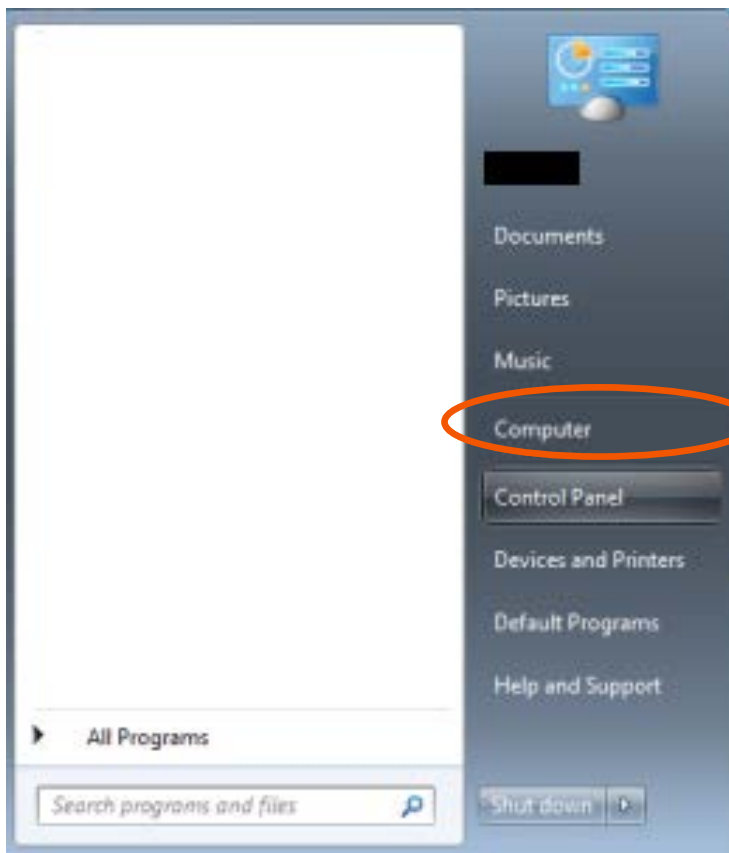 Documents
Pictures
Music
Computer
Control Panel
Devices and Printers
Default Programs
Help and Support
All Programs
Search programs and files
Shut down